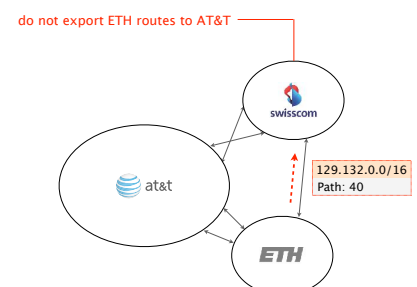 do not export ETH routes to AT&T
swisscom
129.132.0.0/16
Path: 40
at&t
ETH